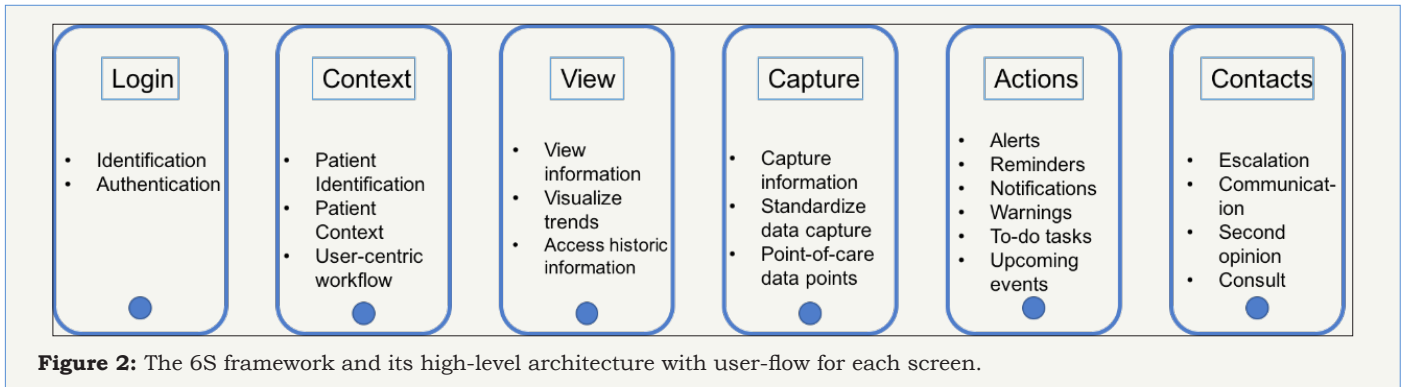 Login
• Identification
• Authentication
Context
• Patient
Identification
• Patient
Context
• User-centric
workflow
View
• View
information
• Visualize
trends
• Access historic
information
Capture
• Capture
information
• Standardize
data capture
• Point-of-care
data points
Actions
• Alerts
• Reminders
• Notifications
• Warnings
• To-do tasks
• Upcoming
events
Contacts
• Escalation
• Communicat-
ion
• Second
opinion
• Consult
Figure 2: The 6S framework and its high-level architecture with user-flow for each screen.